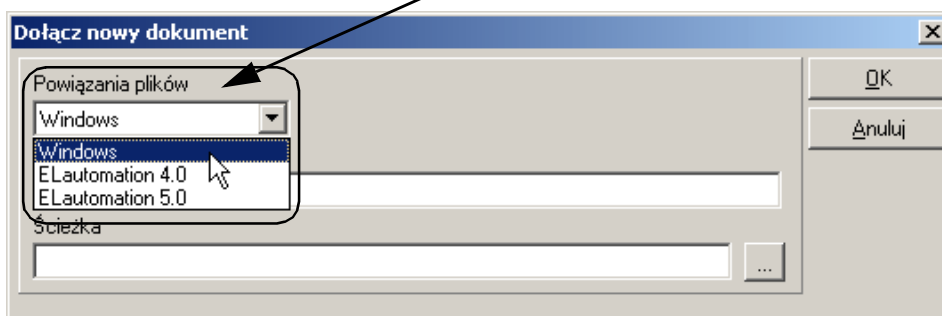 Dołącz nowy dokument
Powiązania plików
OK
Windows
Anuluj
Windows
ELautomation 4.0
ELautomation 5.0
Ścieżka
...